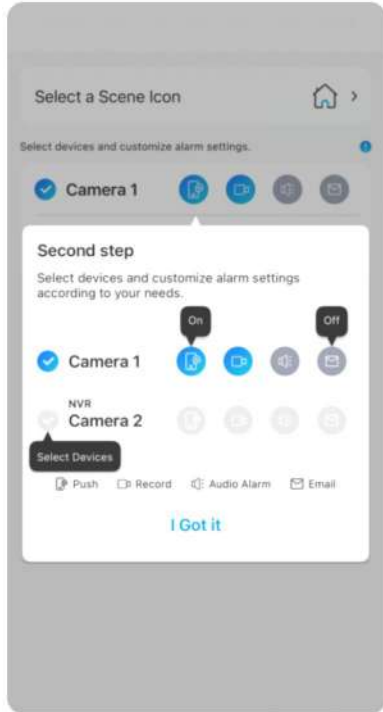 Select a Scene Icon
Select devices and customize alarm settings.
Camera 1
Second step
Select devices and customize alarm settings
according to your needs.
On
Off
Camera 1
NVR
Camera 2
Select Devices
Push Record Audio Alarm Email
I Got it